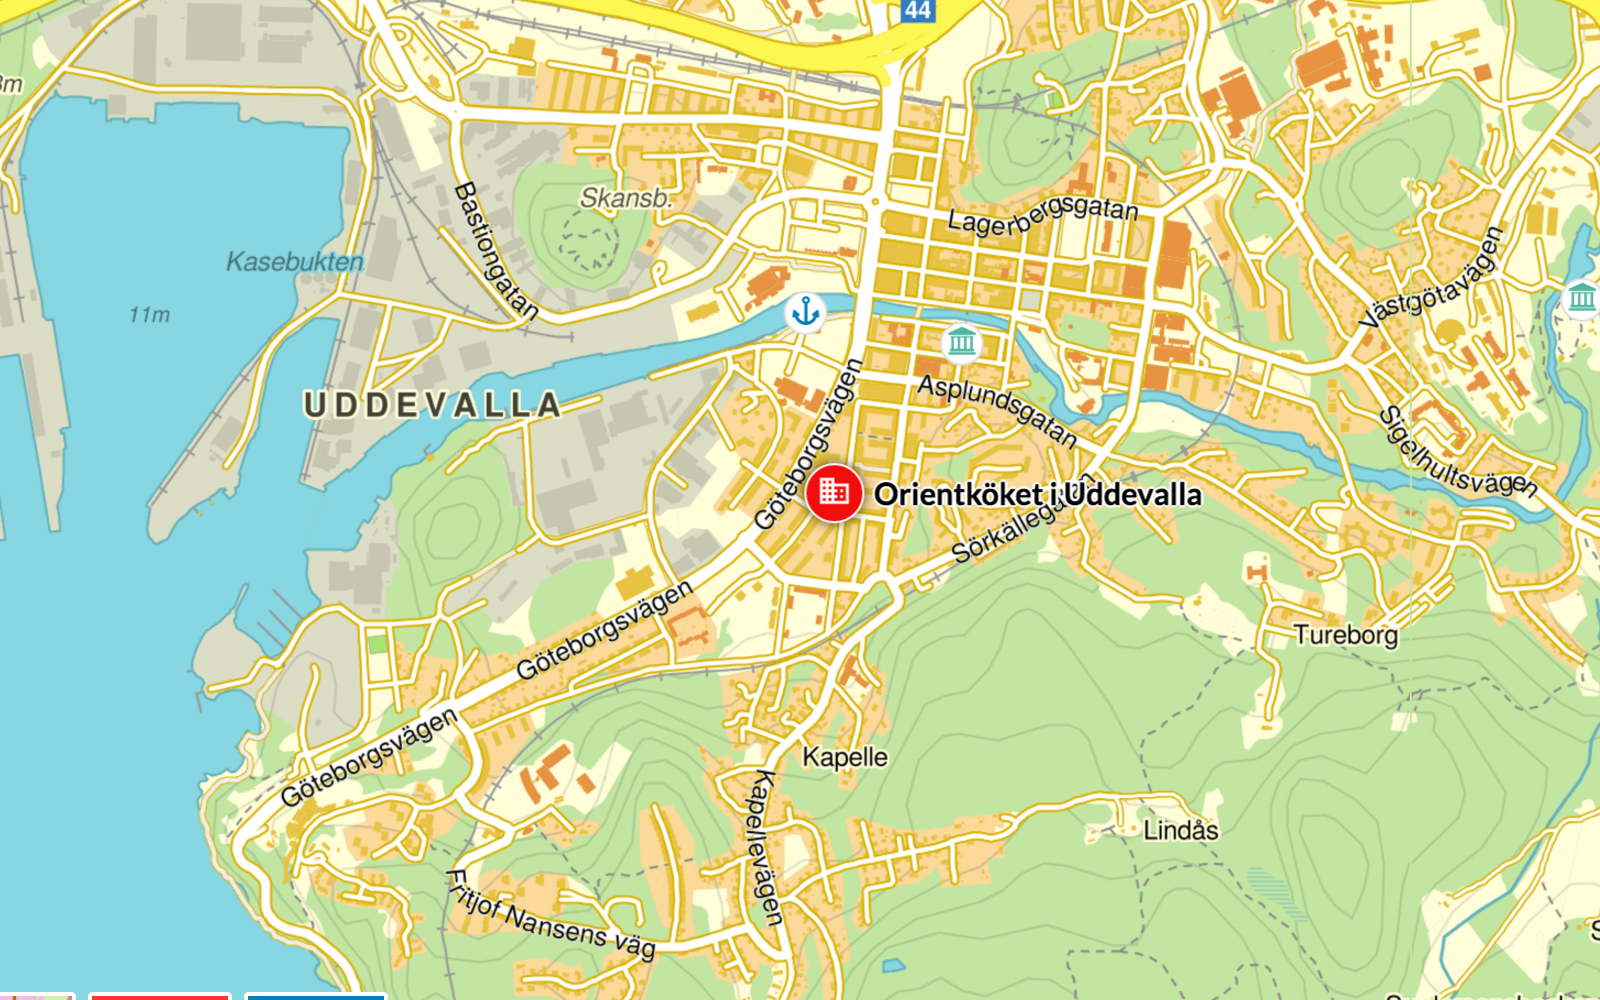 44
3m
Skansb.
Bastiongatan
Lagerbergsgatan
Kasebukten
11m
Västgötavägen
UDDEVALLA
Göteborgsvägen
Asplundsgatan
Sigelhultsvägen
Orientköket i Uddevalla
Göteborgsvägen
Tureborg
Göteborgsvägen
Kapelle
Kapellevägen
Lindås
Fritjof Nansens väg